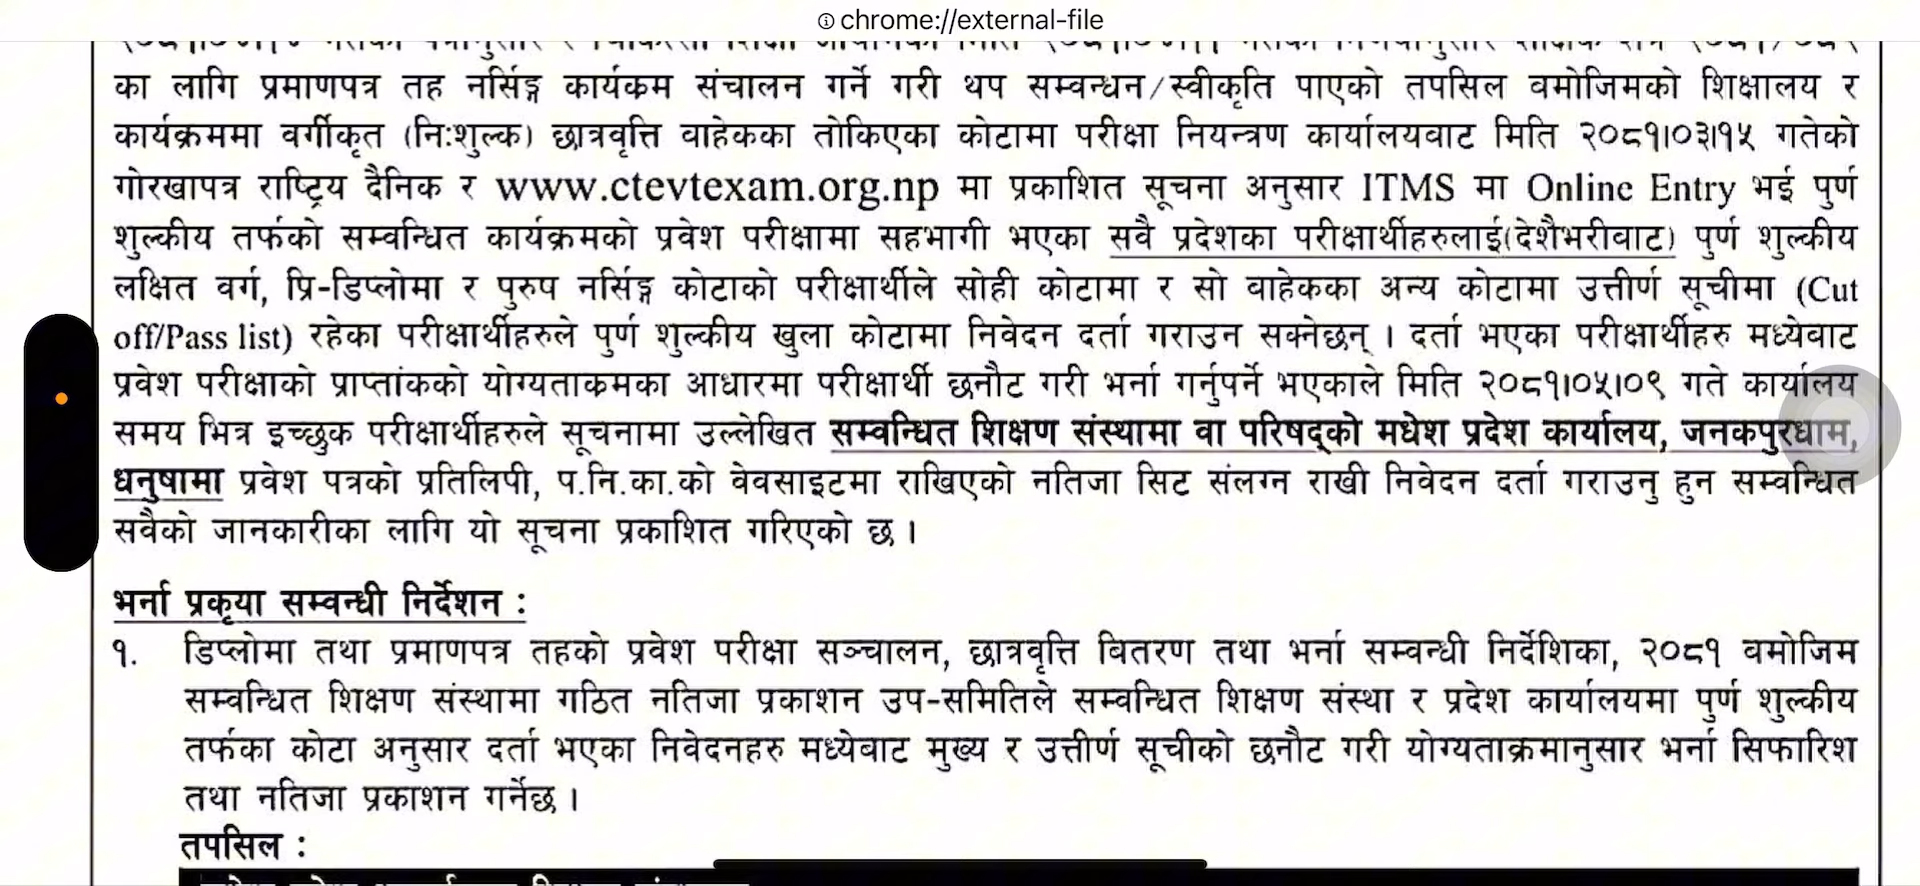 chrome://external-file
का लागि प्रमाणपत्र तह नर्सिङ्ग कार्यकम संचालन गर्ने गरी थप सम्वन्धन/स्वीकृति पाएको तपसिल वमोजिमको शिक्षालय र
कार्यक्रममा वर्गीकृत (नि:शुल्क) छात्रवृत्ति वाहेकका तोकिएका कोटामा परीक्षा नियन्त्रण कार्यालयवाट मिति २०८१।०३।१५ गतेको
गोरखापत्र राष्ट्रिय दैनिक र www.ctevtexam.org.np मा प्रकाशित सूचना अनुसार ITMS मा Online Entry भई पुर्ण
शुल्कीय तर्फको सम्वन्धित कार्यक्रमको प्रवेश परीक्षामा सहभागी भएका सवै प्रदेशका परीक्षार्थीहरुलाई(देशैभरीवाट) पुर्ण शुल्कीय
लक्षित वर्ग, प्रि-डिप्लोमा र पुरुष नर्सिङ्ग कोटाको परीक्षार्थीले सोही कोटामा र सो वाहेकका अन्य कोटामा उत्तीर्ण सूचीमा (Cut
off/Pass list) रहेका परीक्षार्थीहरुले पुर्ण शुल्कीय खुला कोटामा निवेदन दर्ता गराउन सक्नेछन् । दर्ता भएका परीक्षार्थीहरु मध्येबाट
प्रवेश परीक्षाको प्राप्तांकको योग्यताकमका आधारमा परीक्षार्थी छनौट गरी भर्ना गर्नुपर्ने भएकाले मिति २०८१।०५।०९ गते कार्यालय
समय भित्र इच्छुक परीक्षार्थीहरुले सूचनामा उल्लेखित सम्वन्धित शिक्षण संस्थामा वा परिषद्को मधेश प्रदेश कार्यालय, जनकपुरधाम,
धनुषामा प्रवेश पत्रको प्रतिलिपी, प.नि.का.को वेवसाइटमा राखिएको नतिजा सिट संलग्न राखी निवेदन दर्ता गराउनु हुन सम्वन्धित
सवैको जानकारीका लागि यो सूचना प्रकाशित गरिएको छ ।
भर्ना प्रकृया सम्वन्धी निर्देशन :
१. डिप्लोमा तथा प्रमाणपत्र तहको प्रवेश परीक्षा सञ्चालन, छात्रवृत्ति बितरण तथा भर्ना सम्वन्धी निर्देशिका, २०८१ वमोजिम
सम्वन्धित शिक्षण संस्थामा गठित नतिजा प्रकाशन उप-समितिले सम्वन्धित शिक्षण संस्था र प्रदेश कार्यालयमा पुर्ण शुल्कीय
तर्फका कोटा अनुसार दर्ता भएका निवेदनहरु मध्येबाट मुख्य र उत्तीर्ण सूचीको छनौट गरी योग्यताक्रमानुसार भर्ना सिफारिश
तथा नतिजा प्रकाशन गर्नेछ ।
तपसिल :